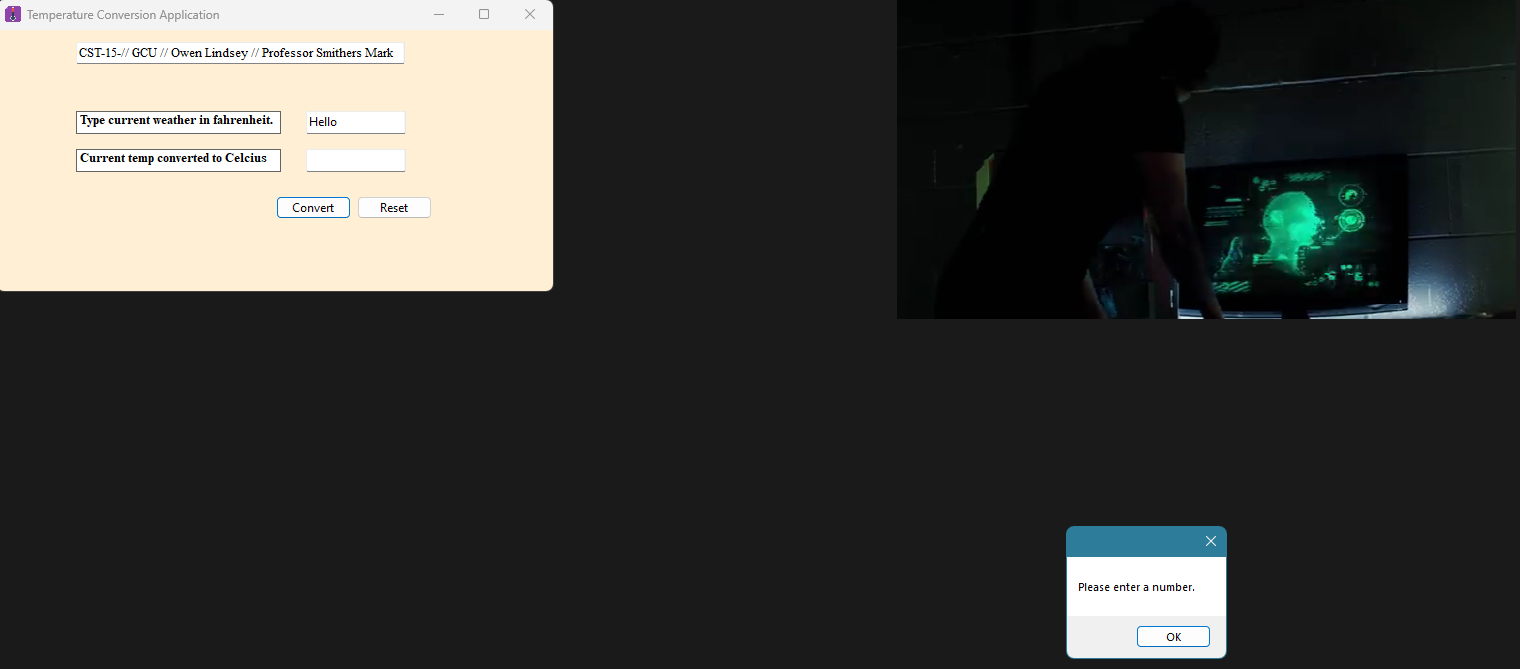 Temperature Conversion Application
CST-15-// GCU // Owen Lindsey // Professor Smithers Mark
Type current weather in fahrenheit.
Hello
Current temp converted to Celcius
Convert
Reset
Please enter a number.
OK